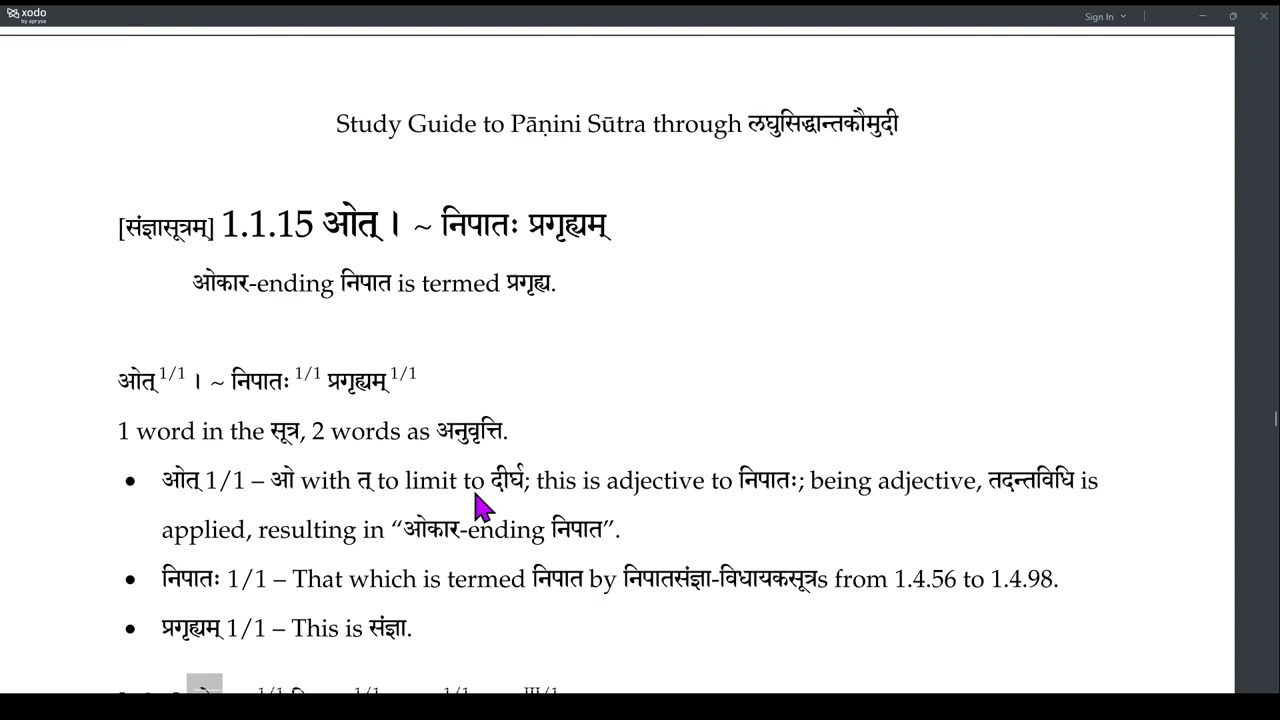 xodo
by apryse
Sign In
Study Guide to Pāṇini Sūtra through लघुसिद्धान्तकौमुदी
[संज्ञासूत्रम्] 1.1.15 ओत् । ~ निपातः प्रगृह्यम्
ओकार-ending निपात is termed प्रगृह्य.
ओत् 1/1 । ~ निपातः 1/1 प्रगृह्यम् 1/1
1 word in the सूत्र, 2 words as अनुवृत्ति.
• ओत् 1/1 – ओ with त् to limit to दीर्घ; this is adjective to निपातः; being adjective, तदन्तविधि is
applied, resulting in “ओकार-ending निपात”.
• निपातः 1/1 – That which is termed निपात by निपातसंज्ञा-विधायकसूत्रs from 1.4.56 to 1.4.98.
• प्रगृह्यम् 1/1 – This is संज्ञा.